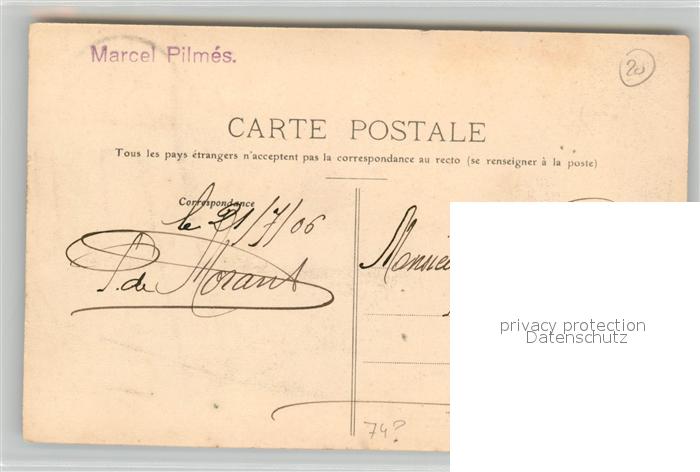 Marcel Pilmés.
20
CARTE POSTALE
Tous les pays étrangers n'acceptent pas la correspondance au recto (se renseigner à la poste)
Correspondance
le 21/7/06
P. de Morant
74?
privacy protection
Datenschutz